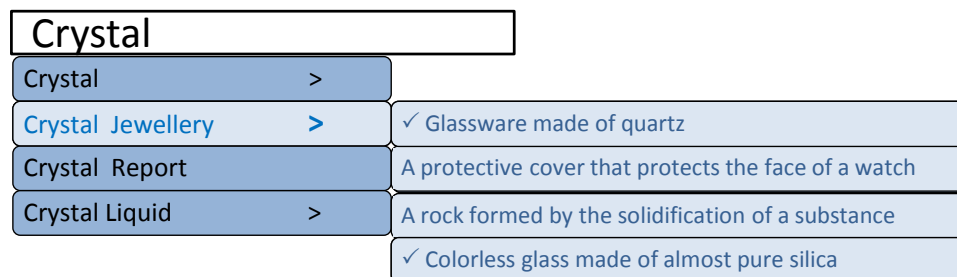 Crystal
Crystal >
Crystal Jewellery >
✓ Glassware made of quartz
Crystal Report
A protective cover that protects the face of a watch
Crystal Liquid >
A rock formed by the solidification of a substance
✓ Colorless glass made of almost pure silica